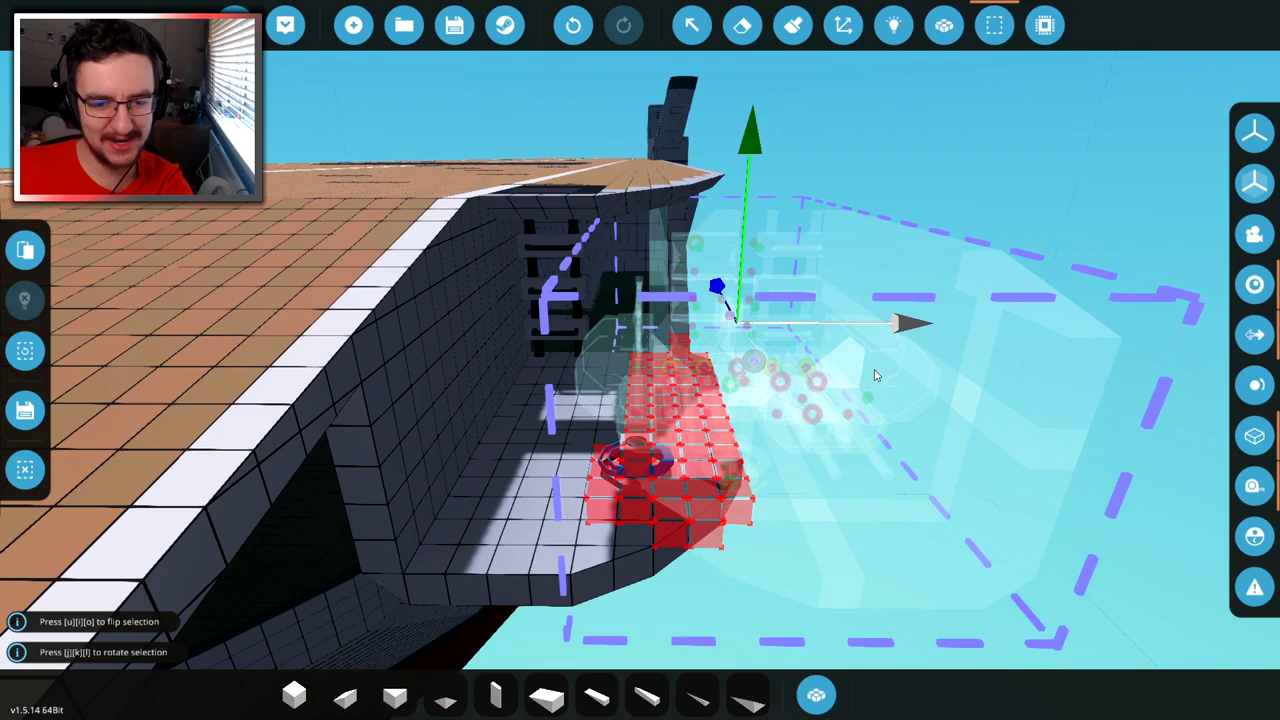 Press [u][i][o] to flip selection
Press [j][k][l] to rotate selection
v1.5.14 64Bit